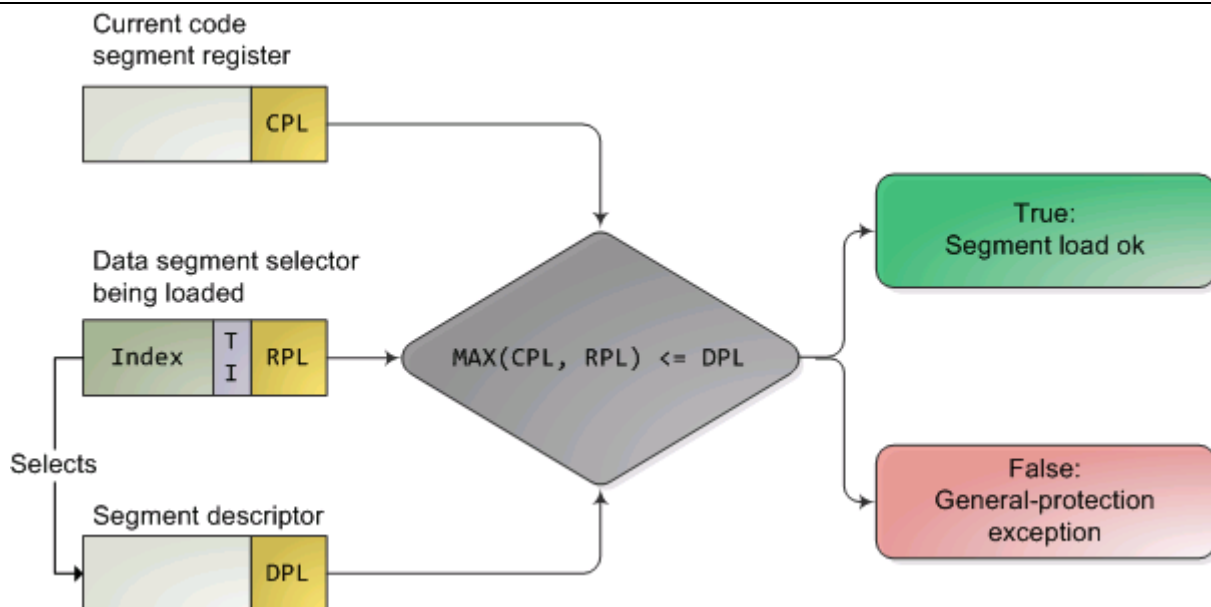 Current code
segment register
CPL
Data segment selector
being loaded
Index
T
I
RPL
Selects
Segment descriptor
DPL
MAX(CPL, RPL) <= DPL
True:
Segment load ok
False:
General-protection
exception